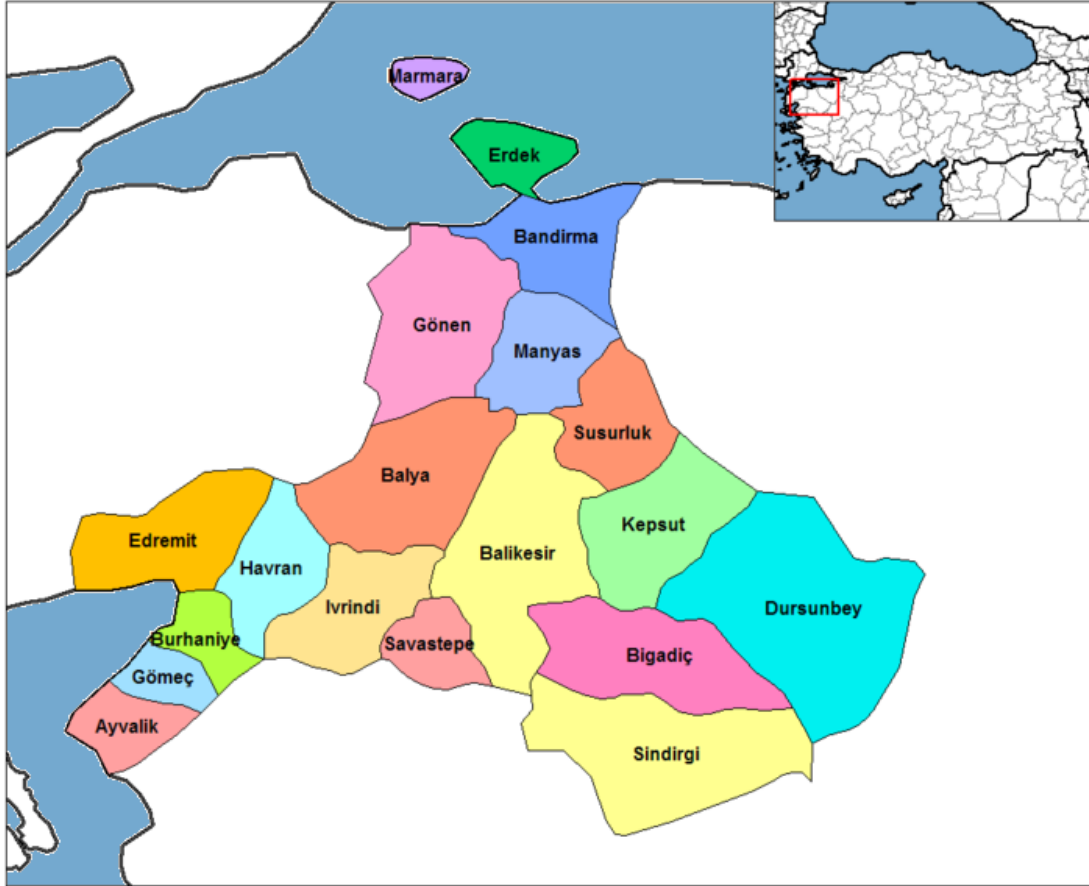 Marmara
Erdek
Bandirma
Gönen
Manyas
Susurluk
Balya
Kepsut
Edremit
Balikesir
Havran
Ivrindi
Dursunbey
Burhaniye
Savastepe
Bigadiç
Gömeç
Ayvalik
Sindirgi